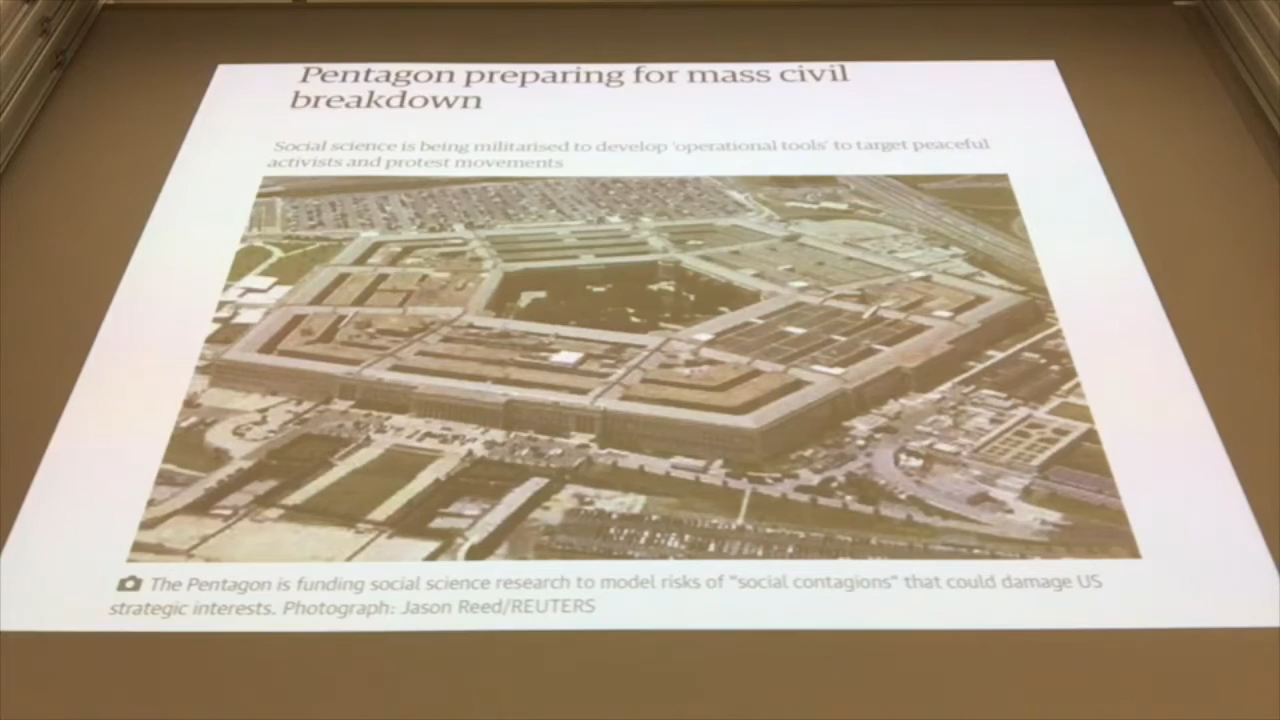 Pentagon preparing for mass civil
breakdown
Social science is being militarised to develop 'operational tools' to target peaceful
activists and protest movements
The Pentagon is funding social science research to model risks of "social contagions" that could damage US
strategic interests. Photograph: Jason Reed/REUTERS